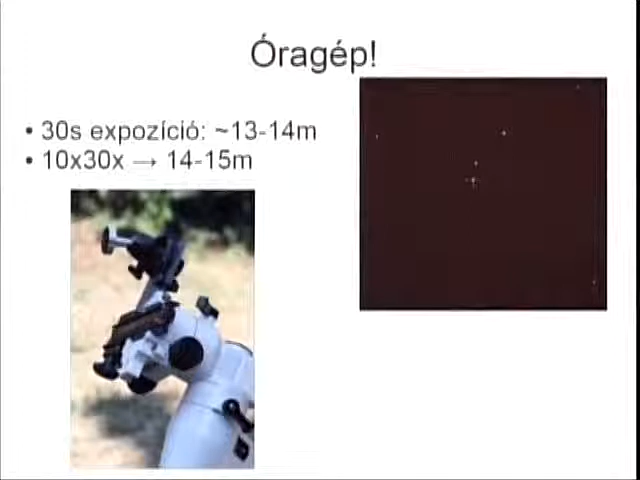 Óragép!
• 30s expozíció: ~13-14m
• 10x30x → 14-15m